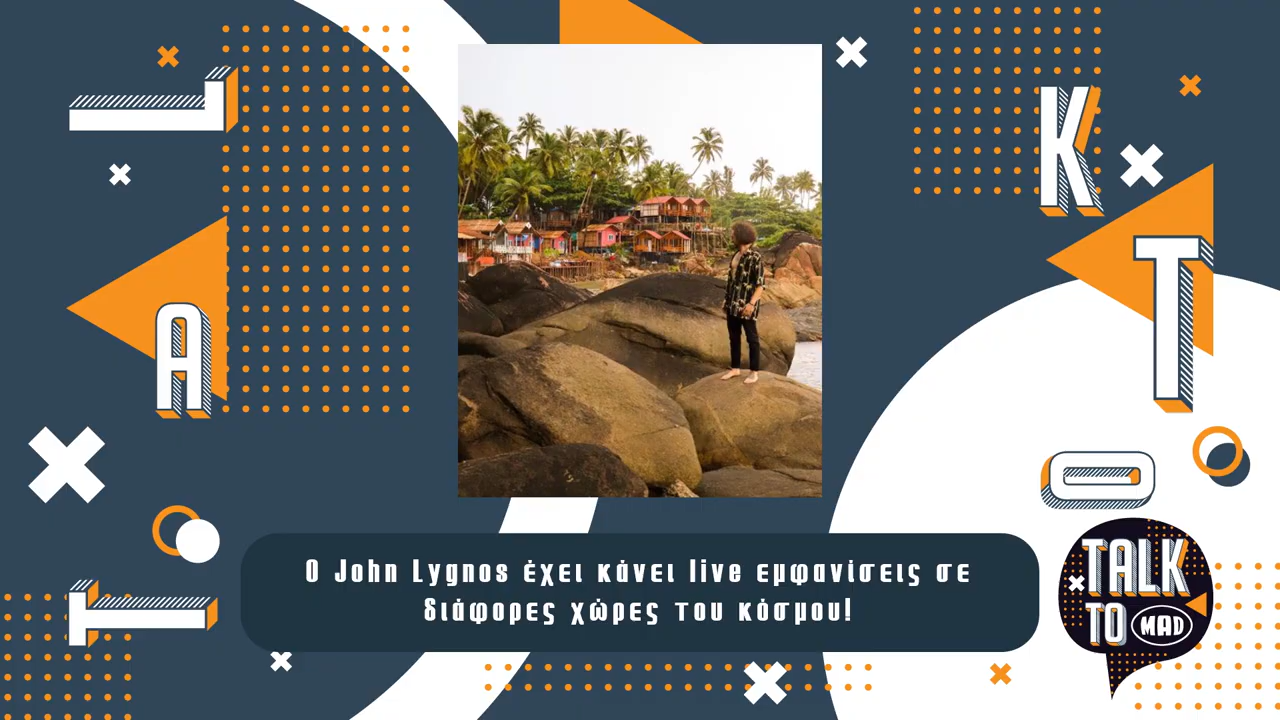 L
A
T
K
T
O
Ο John Lygnos έχει κάνει live εμφανίσεις σε
διάφορες χώρες του κόσμου!
TALK
TO MAD